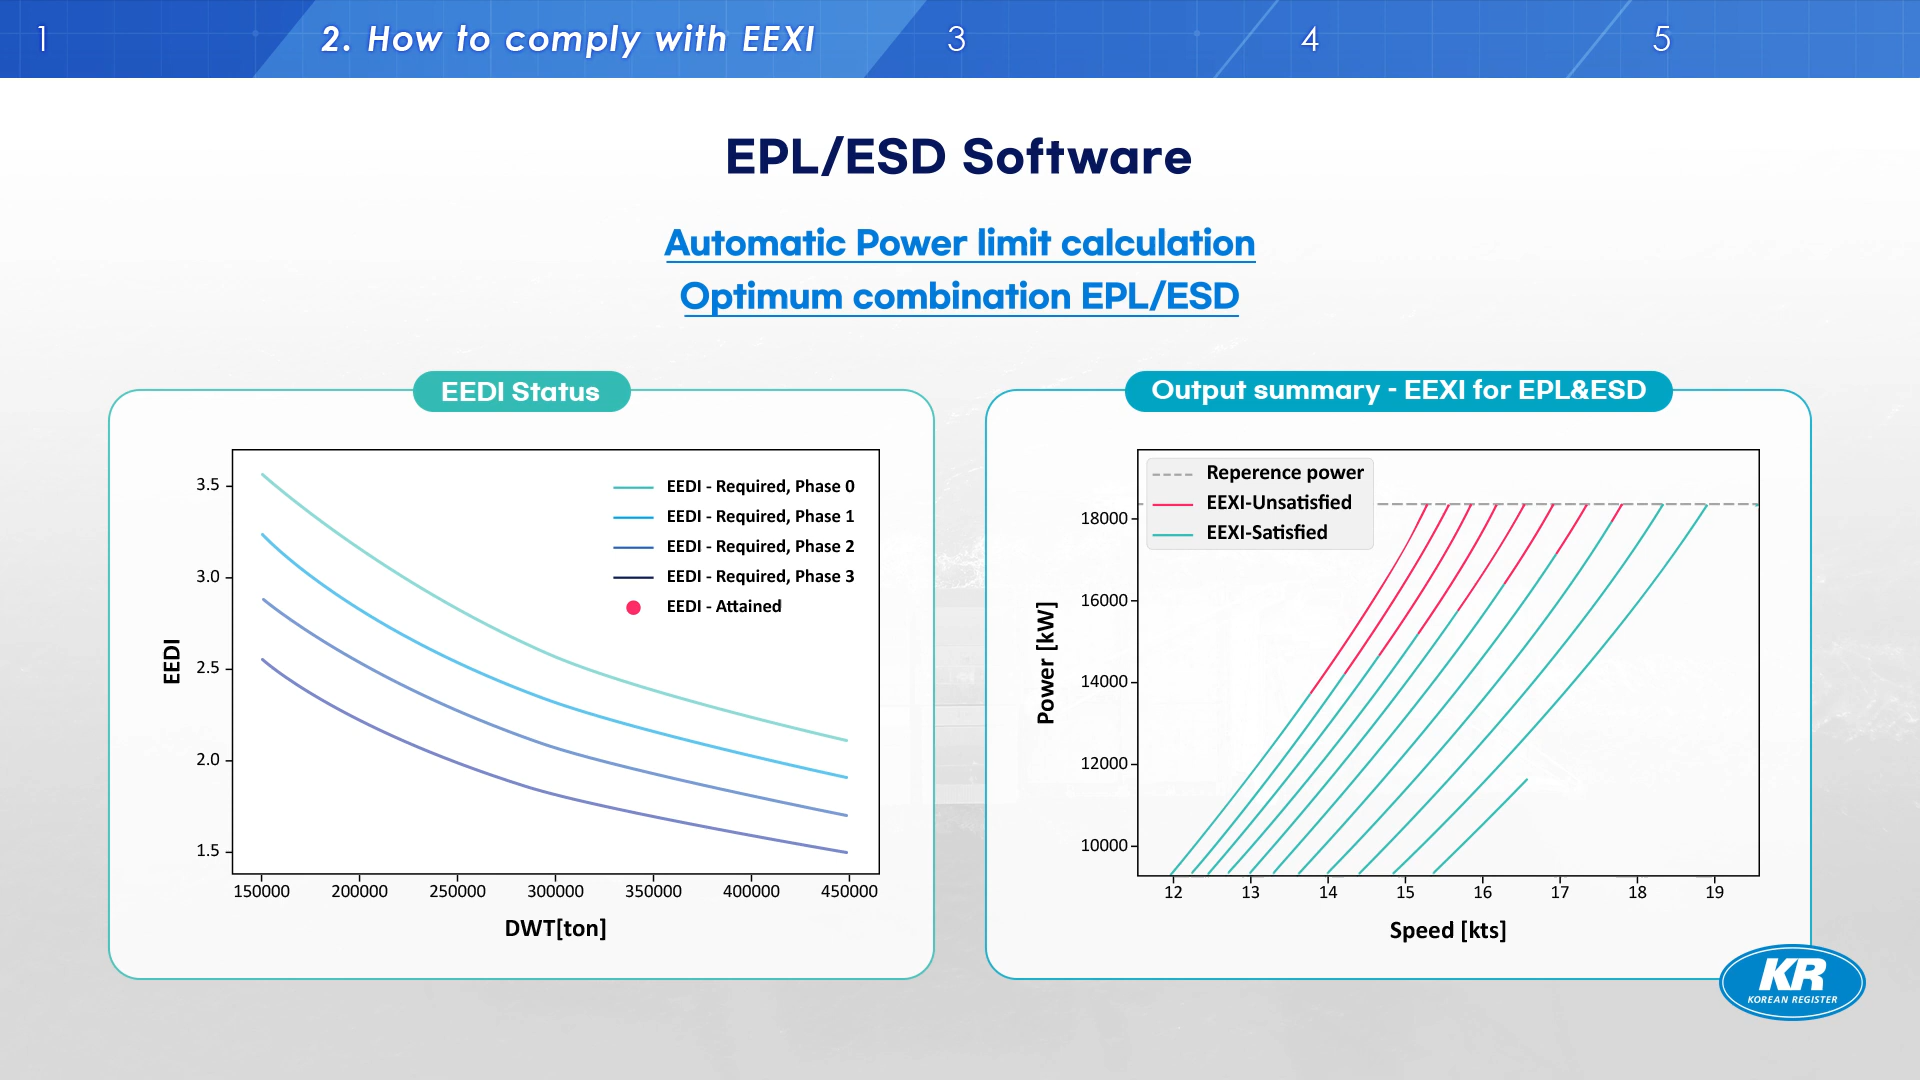 1
2. How to comply with EEXI
3
4
5
EPL/ESD Software
Automatic Power limit calculation
Optimum combination EPL/ESD
EEDI Status
EEDI
3.5
3.0
2.5
2.0
1.5
EEDI - Required, Phase 0
EEDI - Required, Phase 1
EEDI - Required, Phase 2
EEDI - Required, Phase 3
EEDI - Attained
150000 200000 250000 300000 350000 400000 450000
DWT[ton]
Output summary - EEXI for EPL&ESD
Power [kW]
18000
16000
14000
12000
10000
Reperence power
EEXI-Unsatisfied
EEXI-Satisfied
12 13 14 15 16 17 18 19
Speed [kts]
KR
KOREAN REGISTER